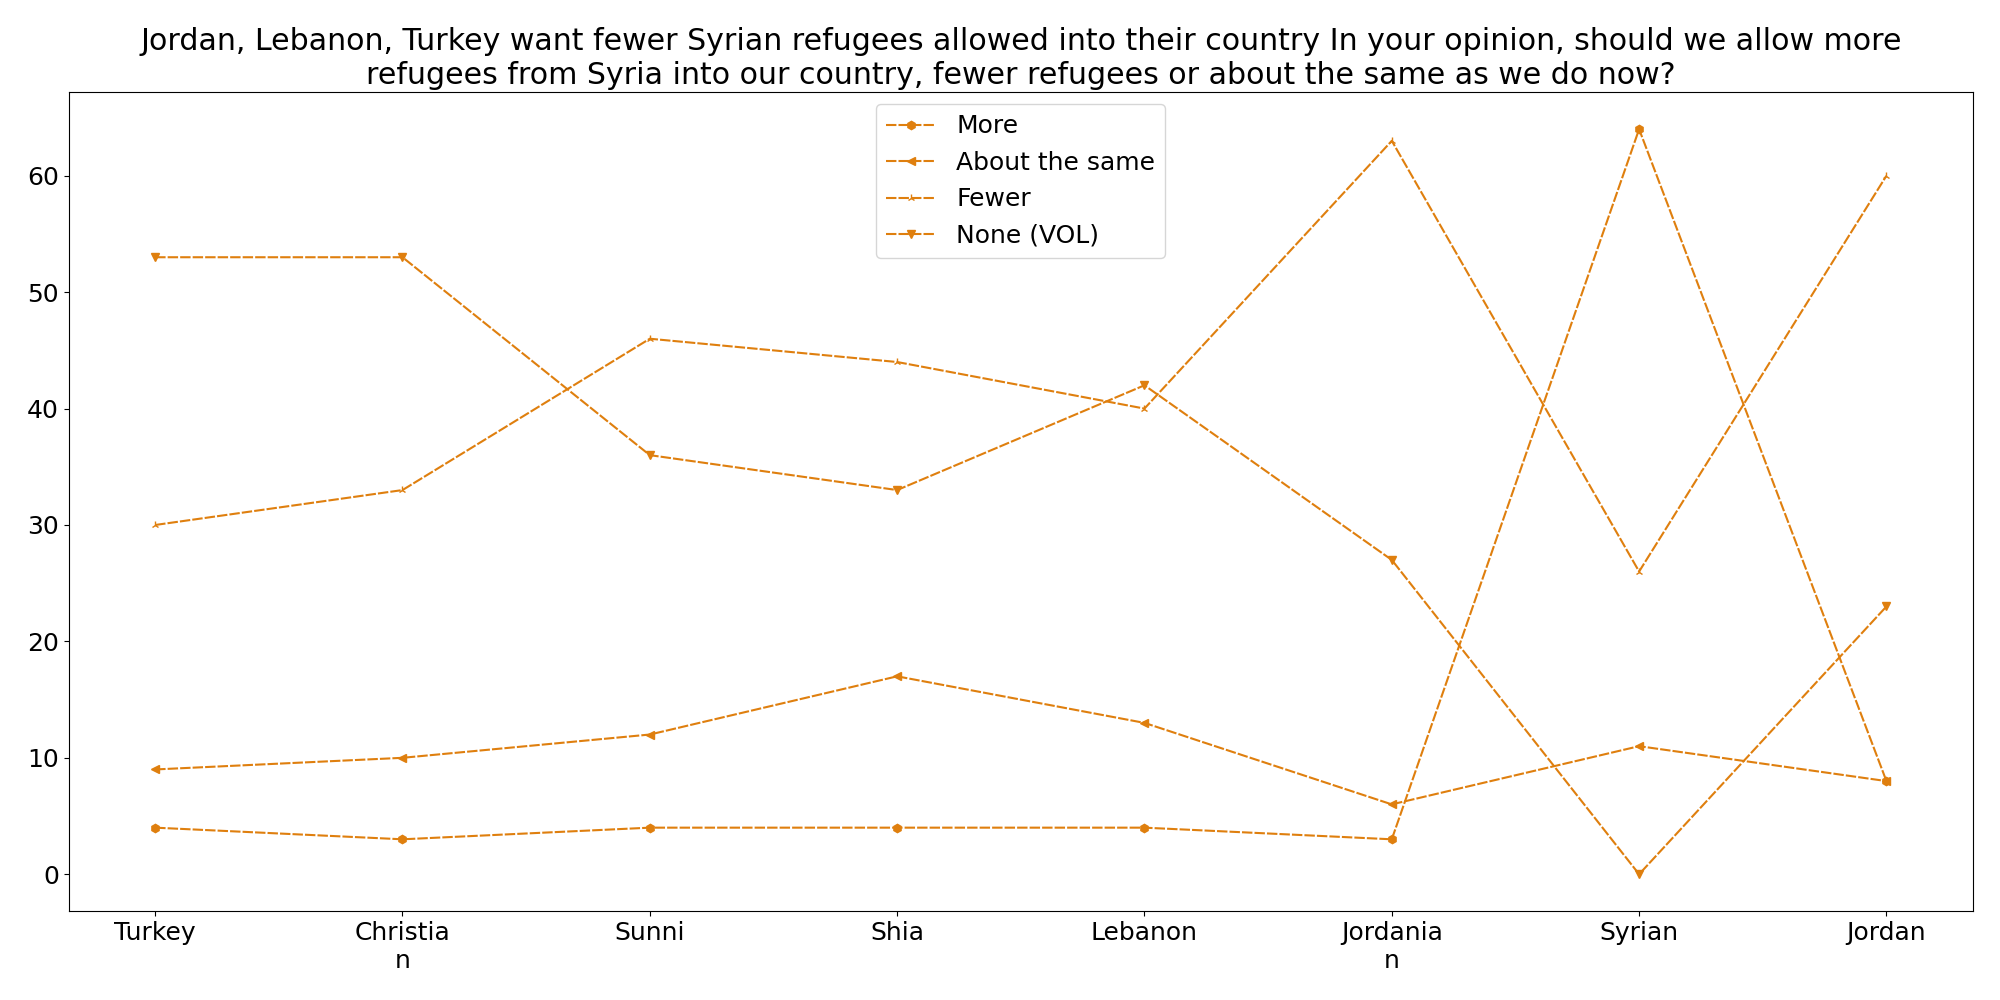 Jordan, Lebanon, Turkey want fewer Syrian refugees allowed into their country In your opinion, should we allow more
refugees from Syria into our country, fewer refugees or about the same as we do now?
More
About the same
Fewer
None (VOL)
60
50
40
30
20
10
0
Turkey
Christia
n
Sunni
Shia
Lebanon
Jordania
n
Syrian
Jordan